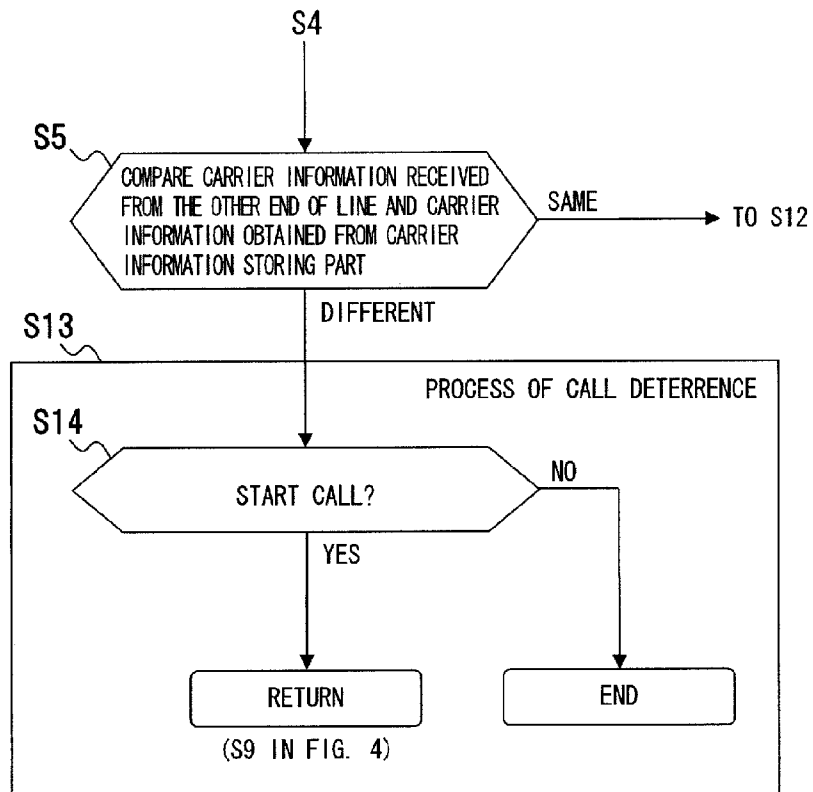 S4
S5
COMPARE CARRIER INFORMATION RECEIVED
FROM THE OTHER END OF LINE AND CARRIER
INFORMATION OBTAINED FROM CARRIER
INFORMATION STORING PART
SAME
TO S12
DIFFERENT
S13
PROCESS OF CALL DETERRENCE
S14
START CALL?
NO
YES
RETURN
END
(S9 IN FIG. 4)